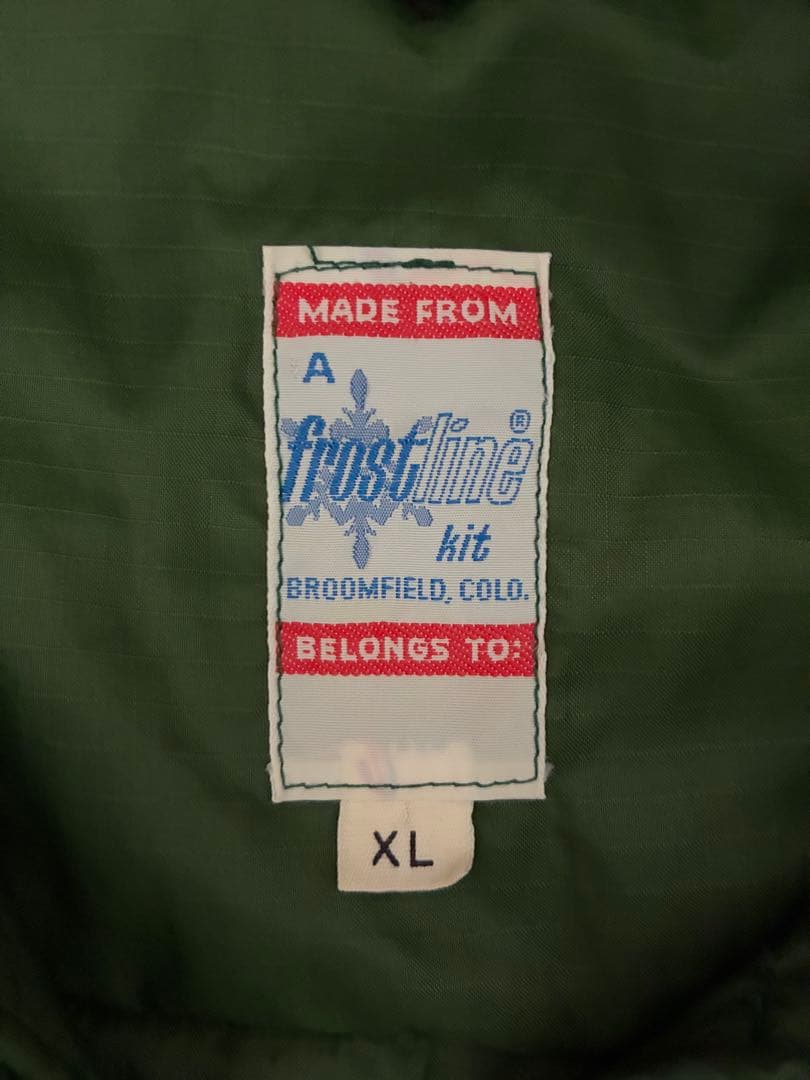 MADE FROM
A
frostline®
kit
BROOMFIELD, COLO.
BELONGS TO:
XL